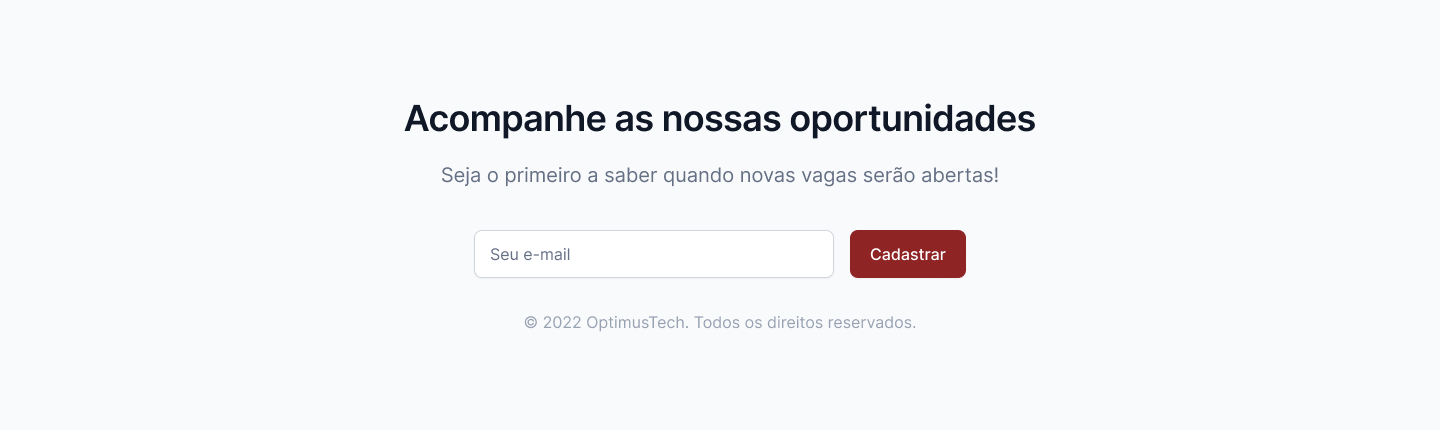 Acompanhe as nossas oportunidades
Seja o primeiro a saber quando novas vagas serão abertas!
Seu e-mail
Cadastrar
© 2022 OptimusTech. Todos os direitos reservados.